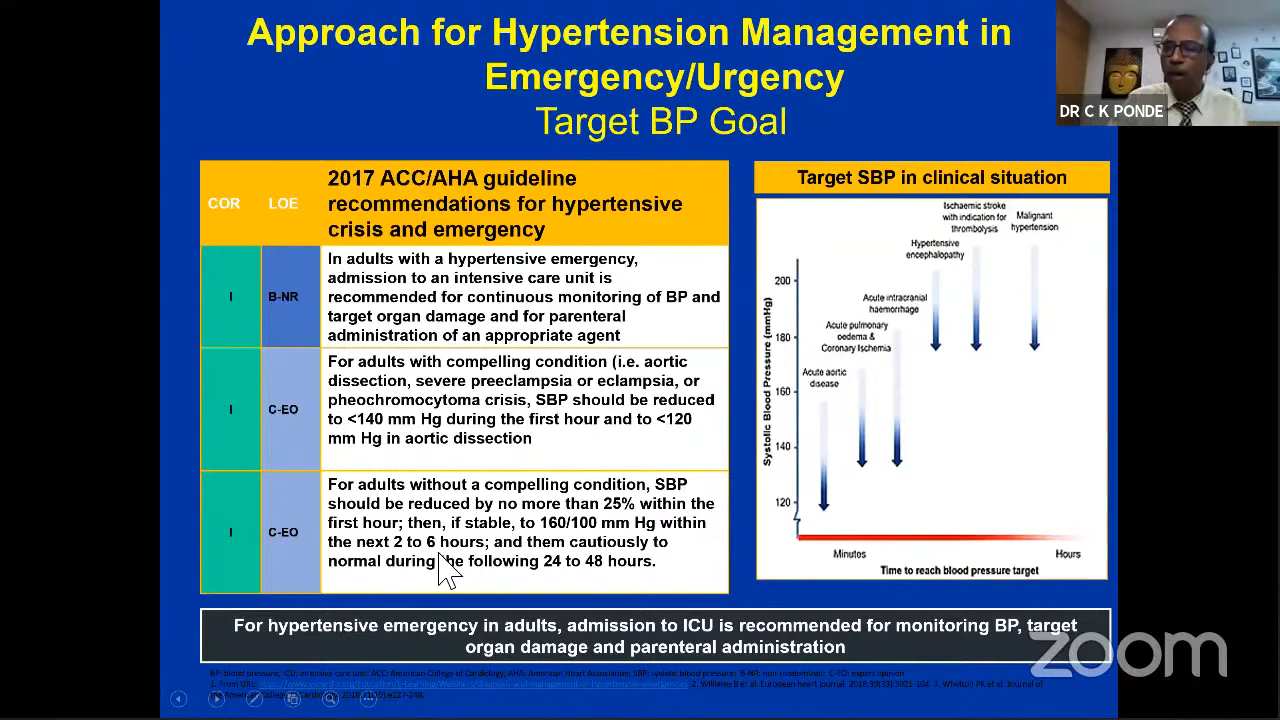 Approach for Hypertension Management in
Emergency/Urgency
Target BP Goal
DR C K PONDE
COR
LOE
2017 ACC/AHA guideline
recommendations for hypertensive
crisis and emergency
I
B-NR
In adults with a hypertensive emergency,
admission to an intensive care unit is
recommended for continuous monitoring of BP and
target organ damage and for parenteral
administration of an appropriate agent
I
C-EO
For adults with compelling condition (i.e. aortic
dissection, severe preeclampsia or eclampsia, or
pheochromocytoma crisis, SBP should be reduced
to <140 mm Hg during the first hour and to <120
mm Hg in aortic dissection
I
C-EO
For adults without a compelling condition, SBP
should be reduced by no more than 25% within the
first hour; then, if stable, to 160/100 mm Hg within
the next 2 to 6 hours; and them cautiously to
normal during the following 24 to 48 hours.
Target SBP in clinical situation
Ischaemic stroke
with indication for
thrombolysis
Malignant
hypertension
Hypertensive
encephalopathy
Acute intracranial
haemorrhage
Acute pulmonary
oedema &
Coronary Ischemia
Acute aortic
disease
Systolic Blood Pressure (mmHg)
200
180
160
140
120
Minutes
Hours
Time to reach blood pressure target
For hypertensive emergency in adults, admission to ICU is recommended for monitoring BP, target
organ damage and parenteral administration
zoom
BP: blood pressure; ICU: intensive care unit; ACC: American College of Cardiology; AHA: American Heart Association; SBP: systolic blood pressure; B-NR: non-randomised; C-EO: expert opinion
1. From URL: 2. Williams B et al. European heart journal. 2018;39(33):3021-104. 3. Whelton PK et al. Journal of
the American College of Cardiology. 2018;